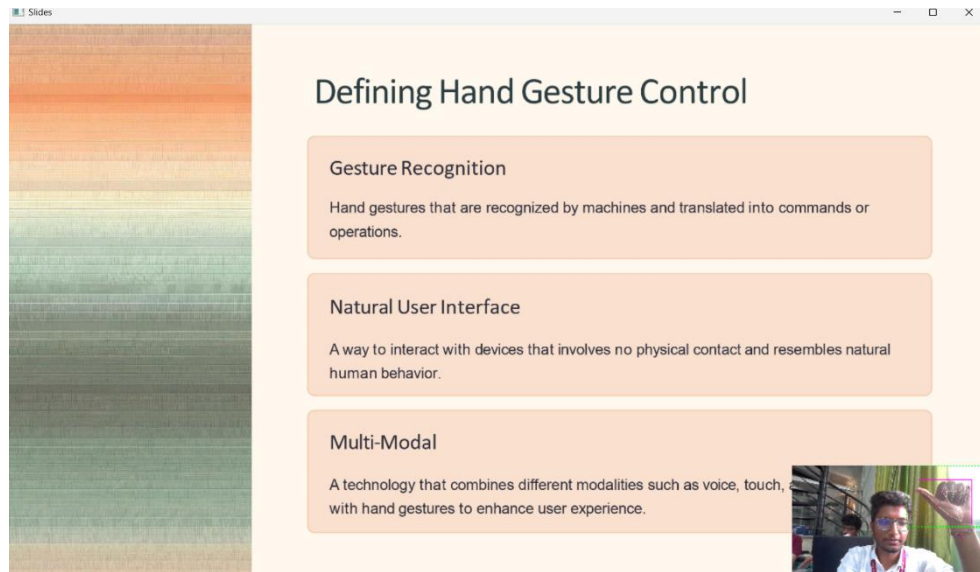 Slides
Defining Hand Gesture Control
Gesture Recognition
Hand gestures that are recognized by machines and translated into commands or
operations.
Natural User Interface
A way to interact with devices that involves no physical contact and resembles natural
human behavior.
Multi-Modal
A technology that combines different modalities such as voice, touch,
with hand gestures to enhance user experience.